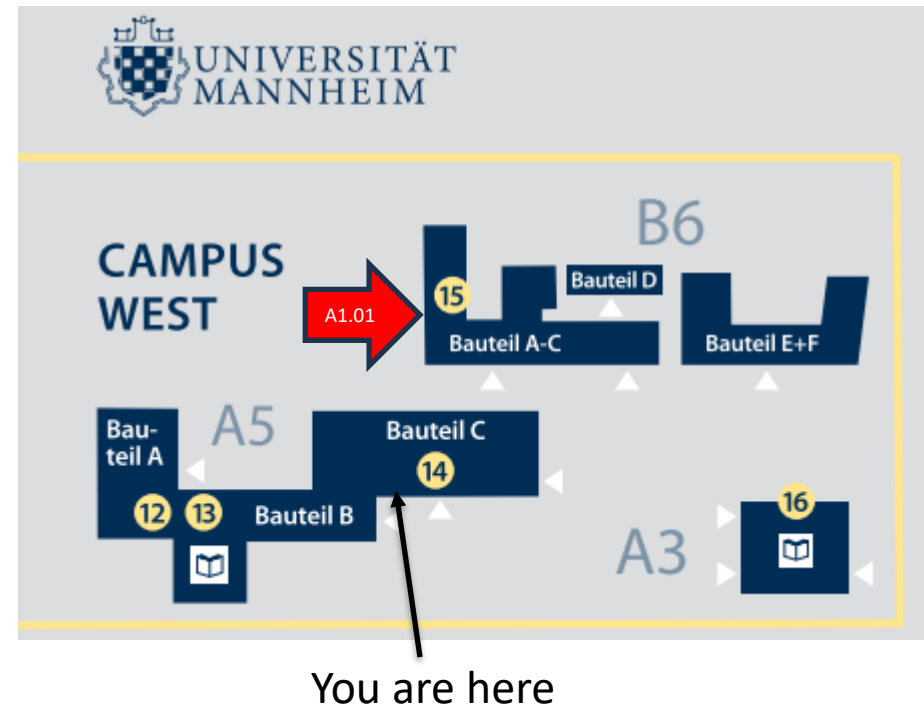 UNIVERSITÄT
MANNHEIM
CAMPUS
WEST
B6
15
Bauteil D
A1.01
Bauteil A-C
Bauteil E+F
Bau-
teil A
A5
Bauteil C
14
12
13
Bauteil B
16
A3
You are here